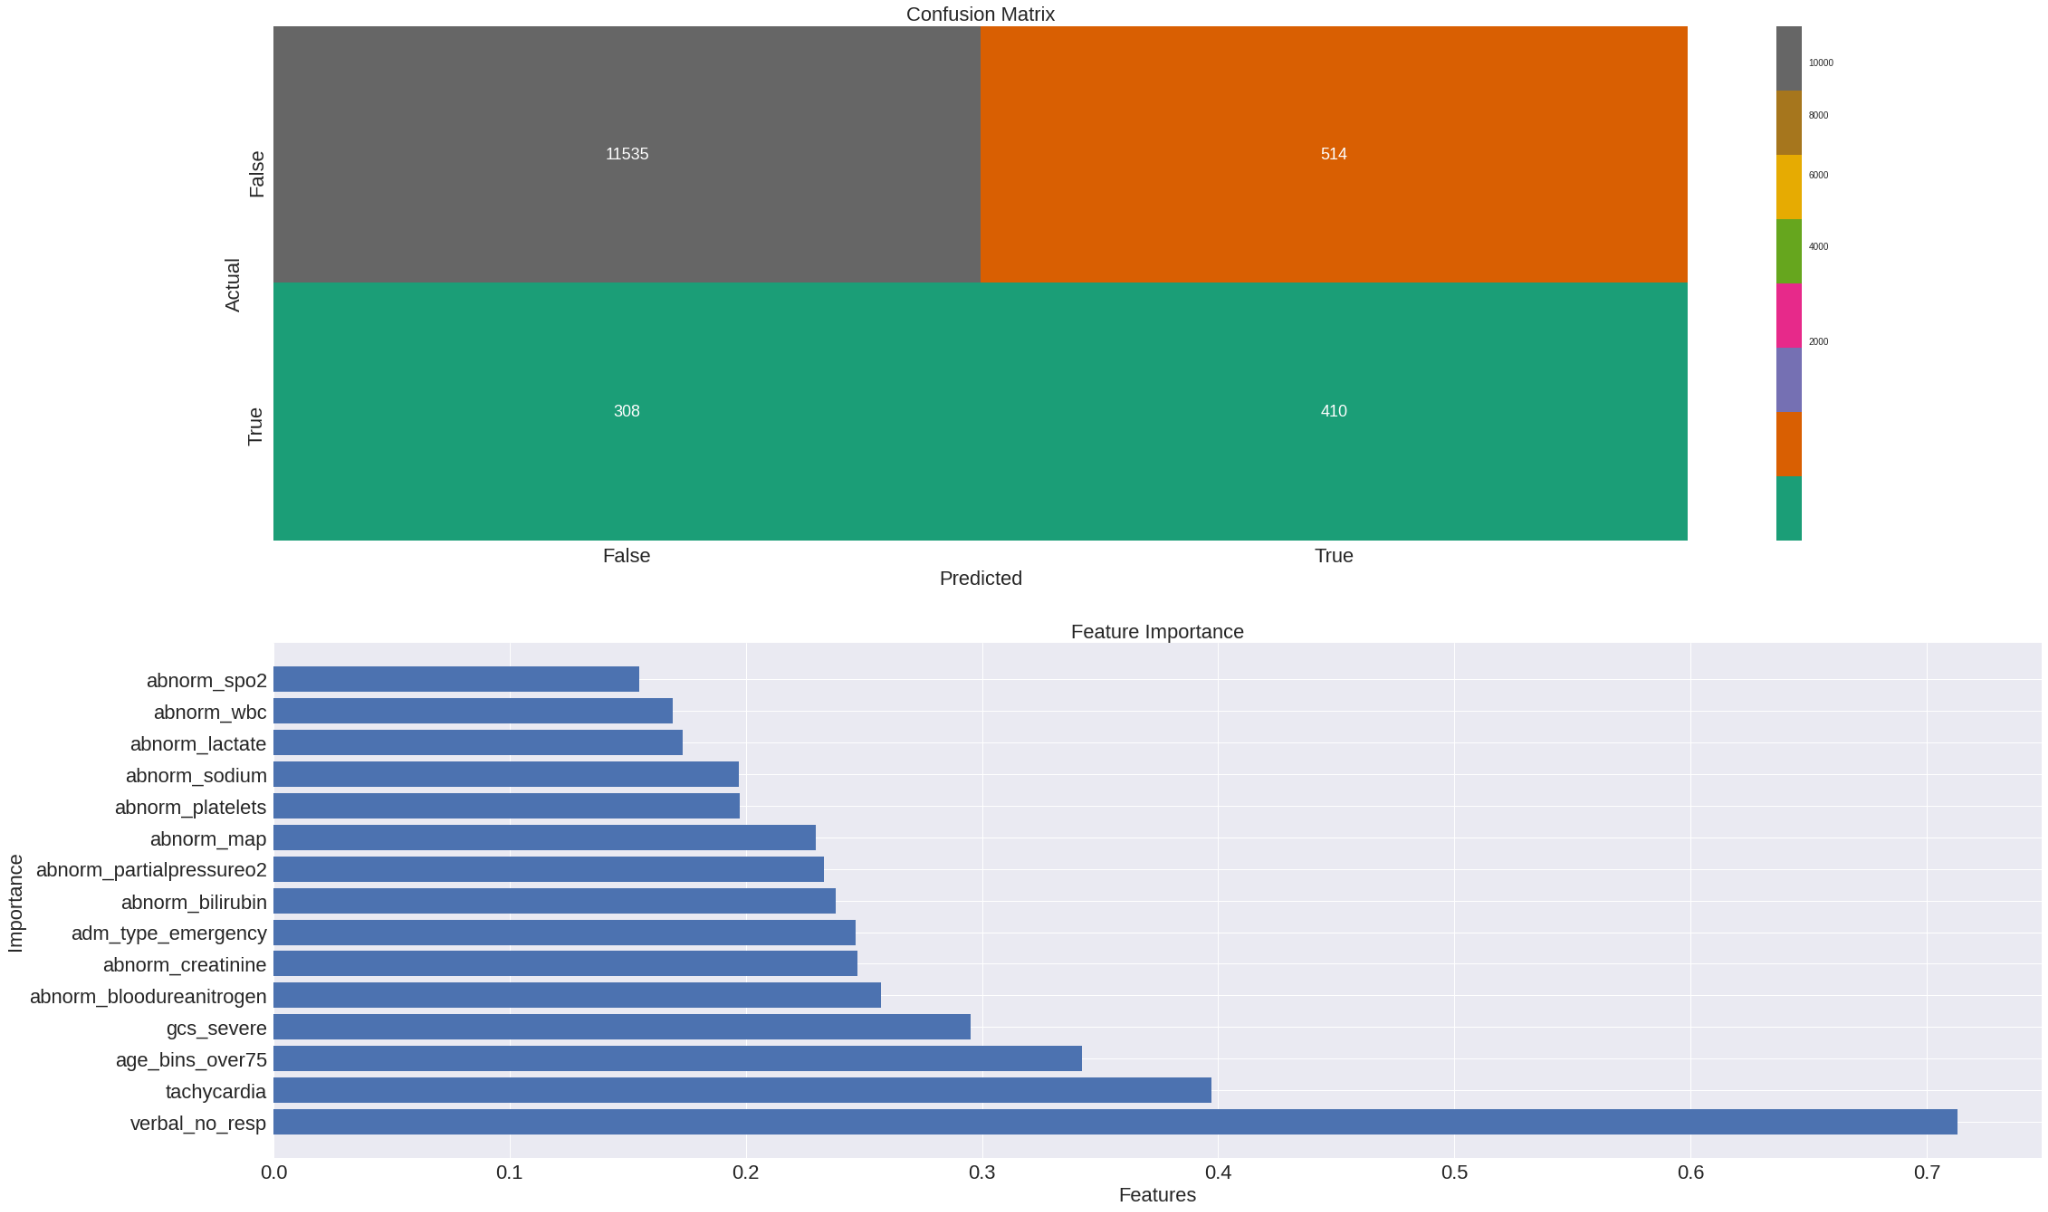 Confusion Matrix
11535
514
308
410
False
True
Actual
False
True
Predicted
10000
8000
6000
4000
2000
Feature Importance
abnorm_spo2
abnorm_wbc
abnorm_lactate
abnorm_sodium
abnorm_platelets
abnorm_map
abnorm_partialpressureo2
abnorm_bilirubin
adm_type_emergency
abnorm_creatinine
abnorm_bloodureanitrogen
gcs_severe
age_bins_over75
tachycardia
verbal_no_resp
Importance
0.0 0.1 0.2 0.3 0.4 0.5 0.6 0.7
Features